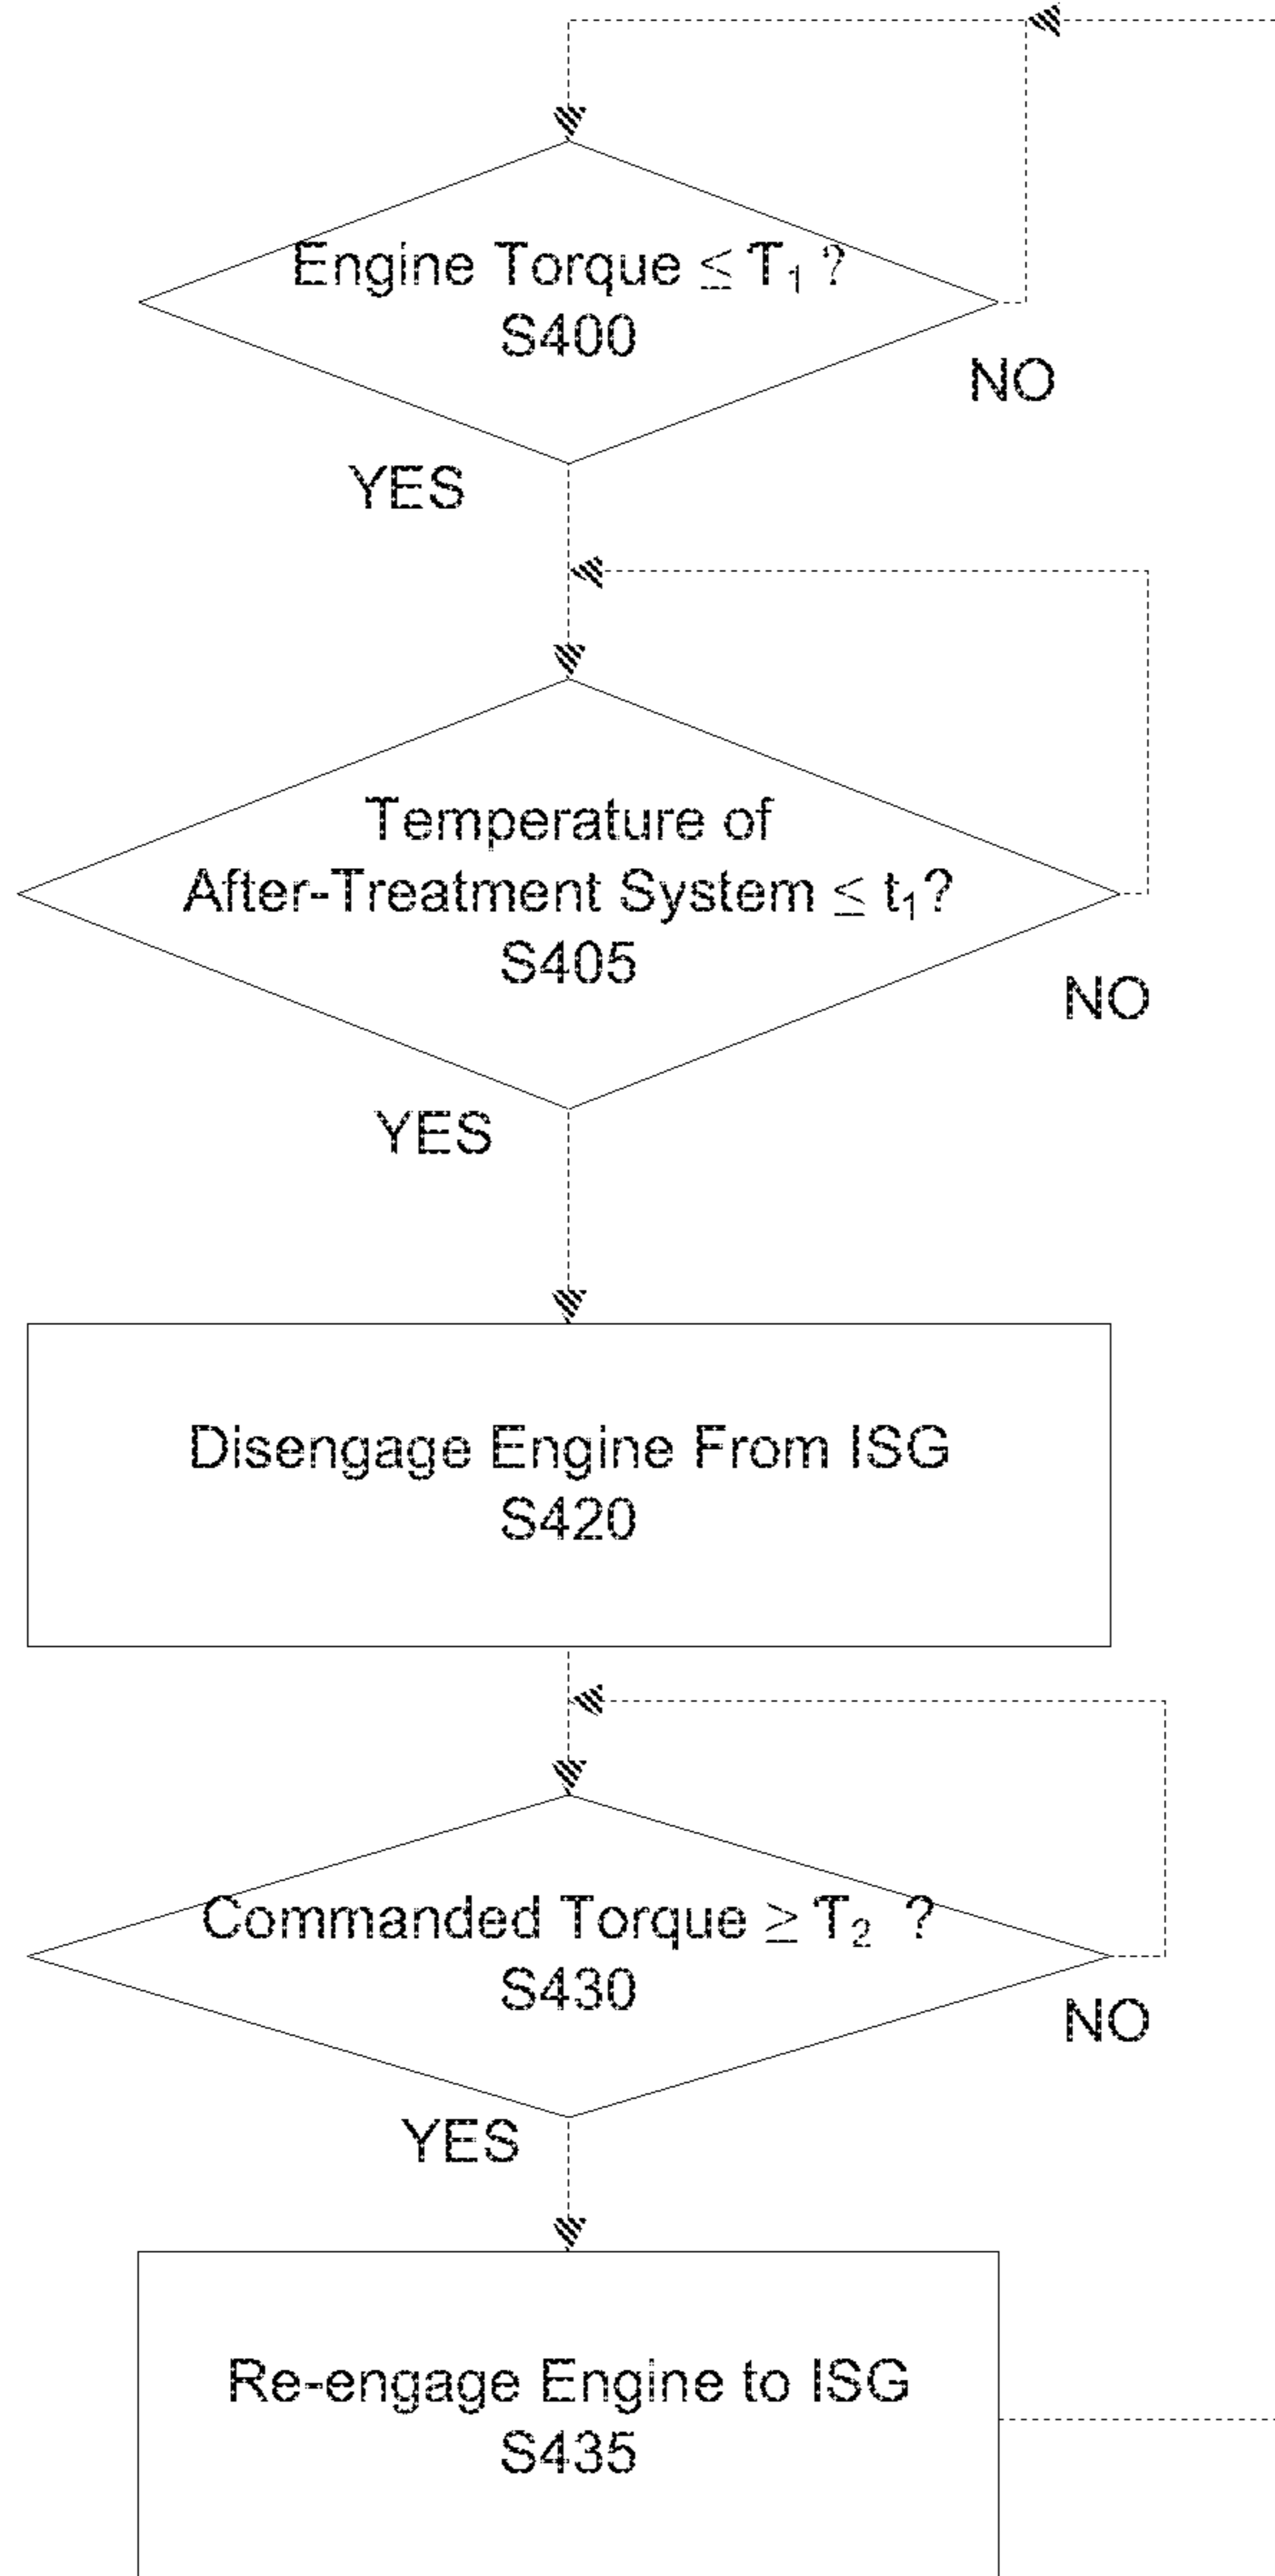 Engine Torque ≤ T₁ ?
S400
NO
YES
Temperature of
After-Treatment System ≤ t₁?
S405
NO
YES
Disengage Engine From ISG
S420
Commanded Torque ≥ T₂ ?
S430
NO
YES
Re-engage Engine to ISG
S435